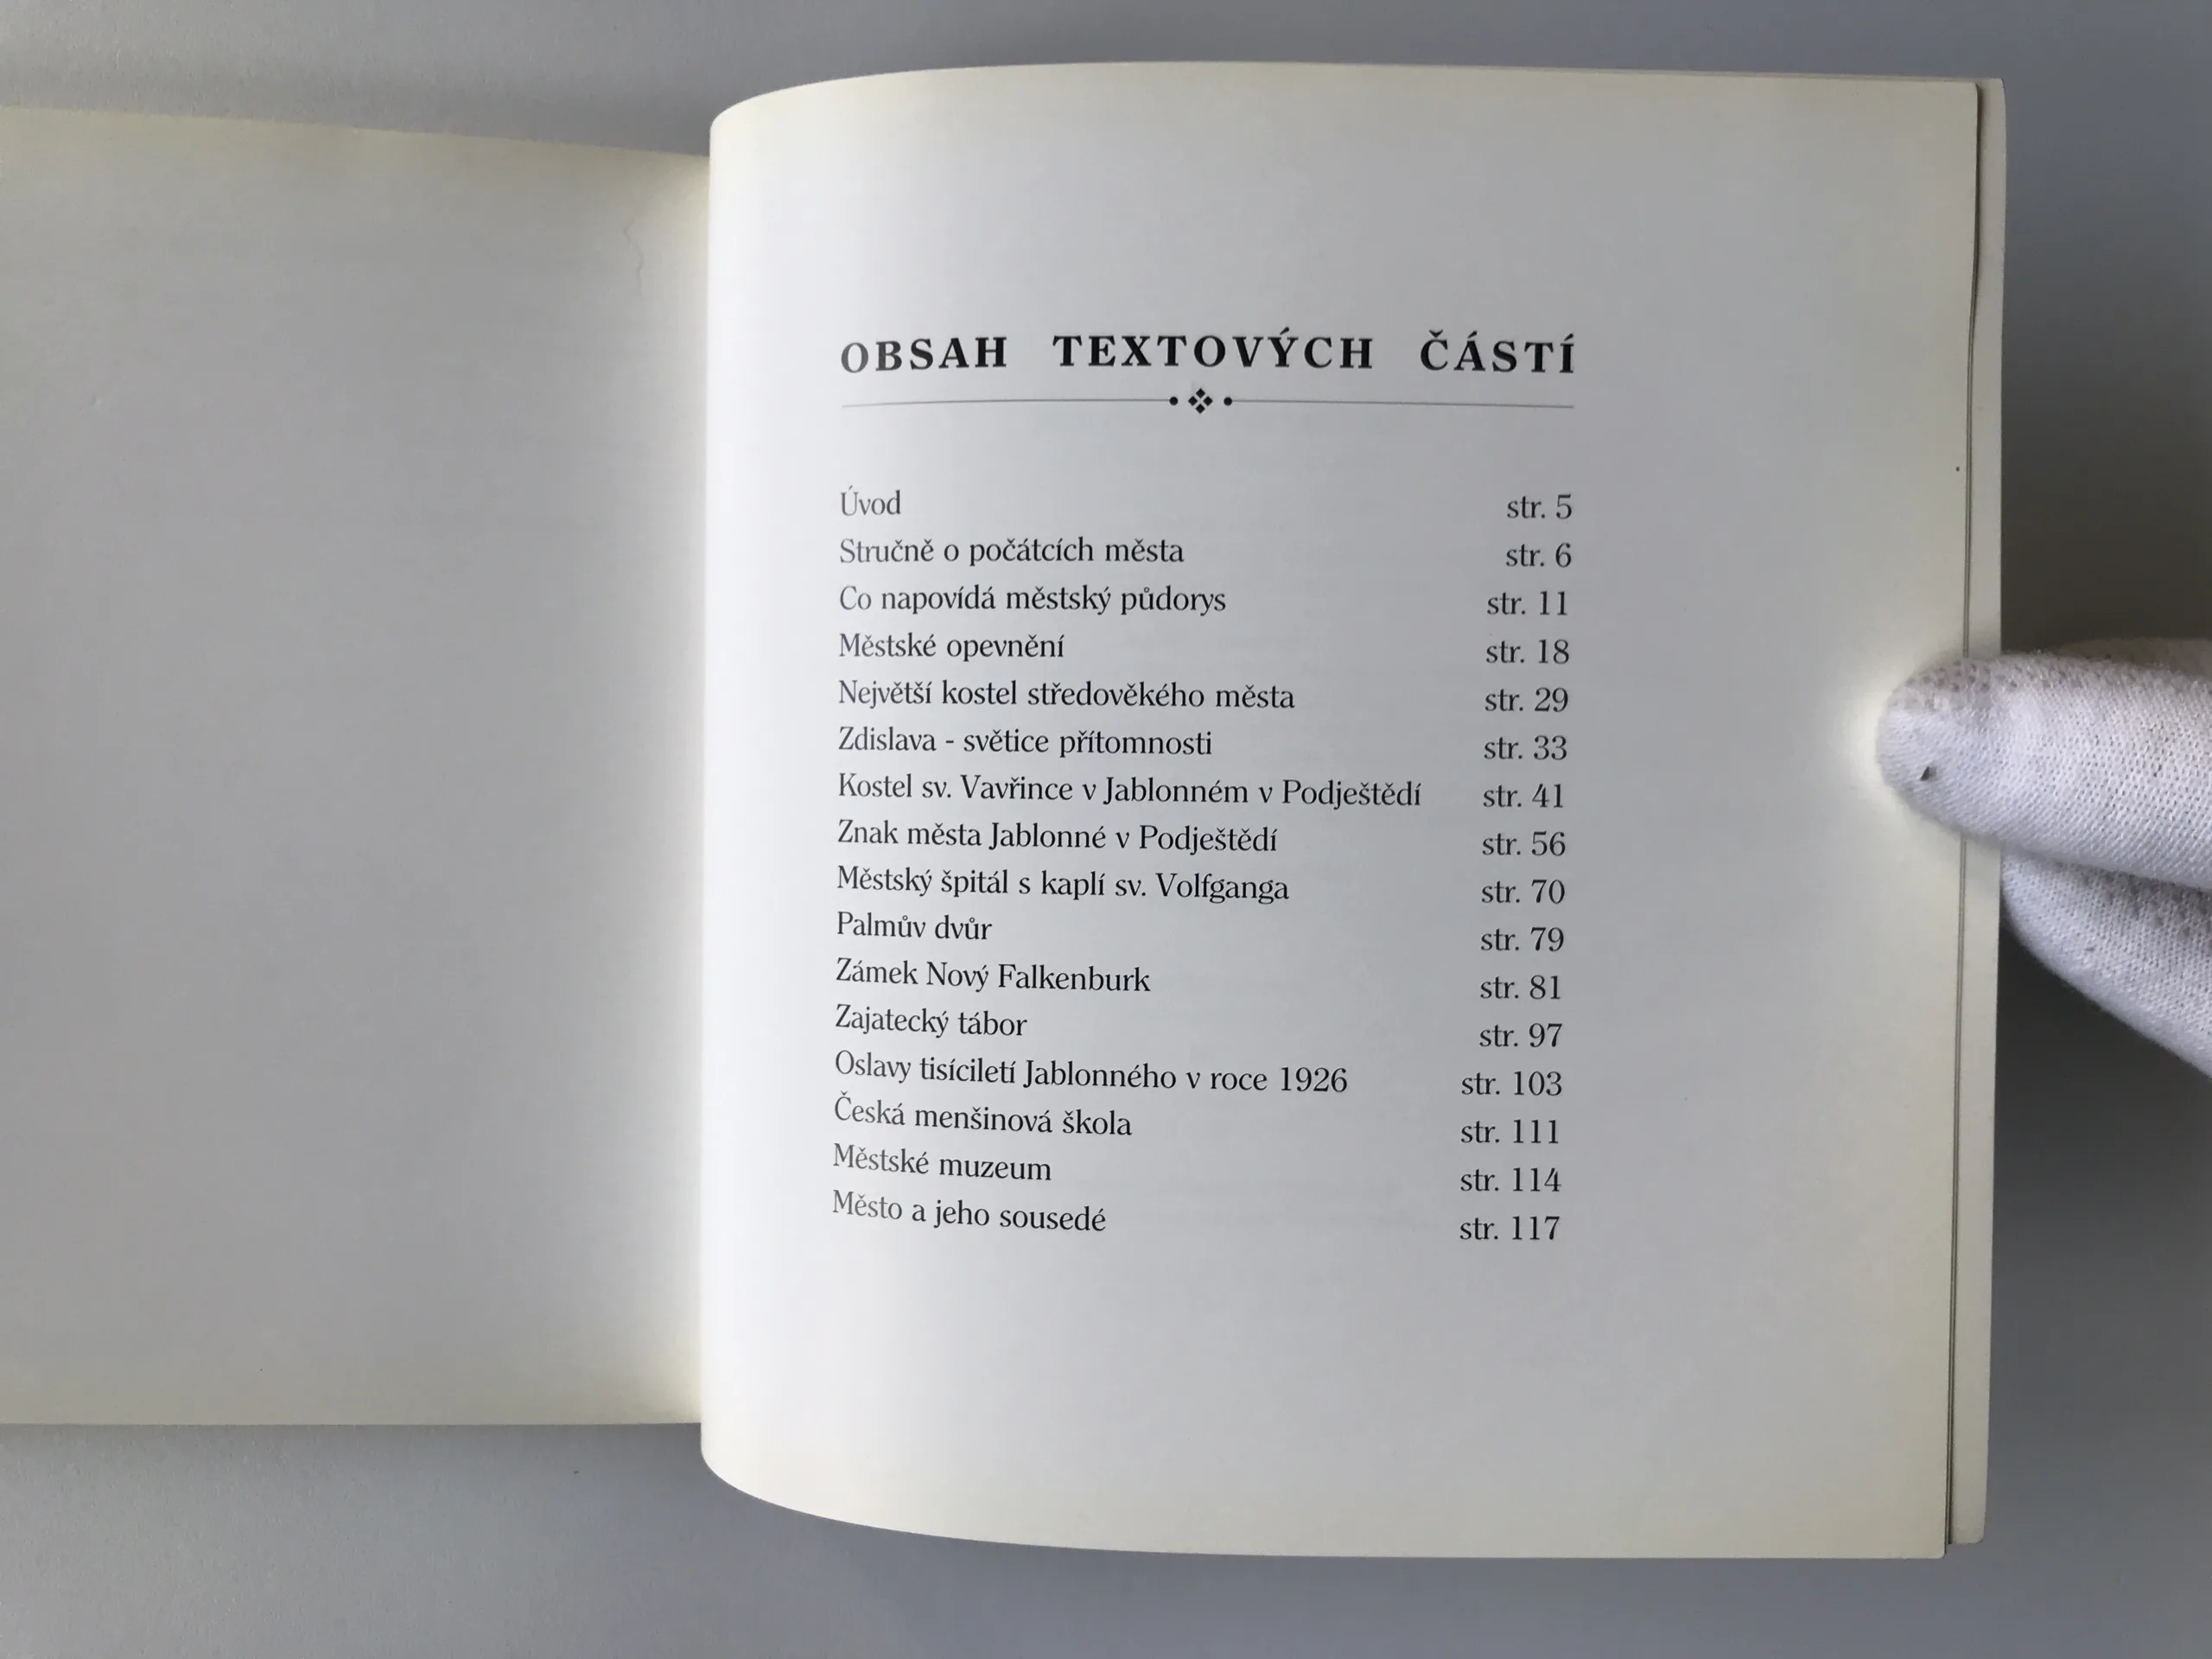 OBSAH TEXTOVÝCH ČÁSTÍ
Úvod str. 5
Stručně o počátcích města str. 6
Co napovídá městský půdorys str. 11
Městské opevnění str. 18
Největší kostel středověkého města str. 29
Zdislava - světice přítomnosti str. 33
Kostel sv. Vavřince v Jablonném v Podještědí str. 41
Znak města Jablonné v Podještědí str. 56
Městský špitál s kaplí sv. Volfganga str. 70
Palmův dvůr str. 79
Zámek Nový Falkenburk str. 81
Zajatecký tábor str. 97
Oslavy tisíciletí Jablonného v roce 1926 str. 103
Česká menšinová škola str. 111
Městské muzeum str. 114
Město a jeho sousedé str. 117